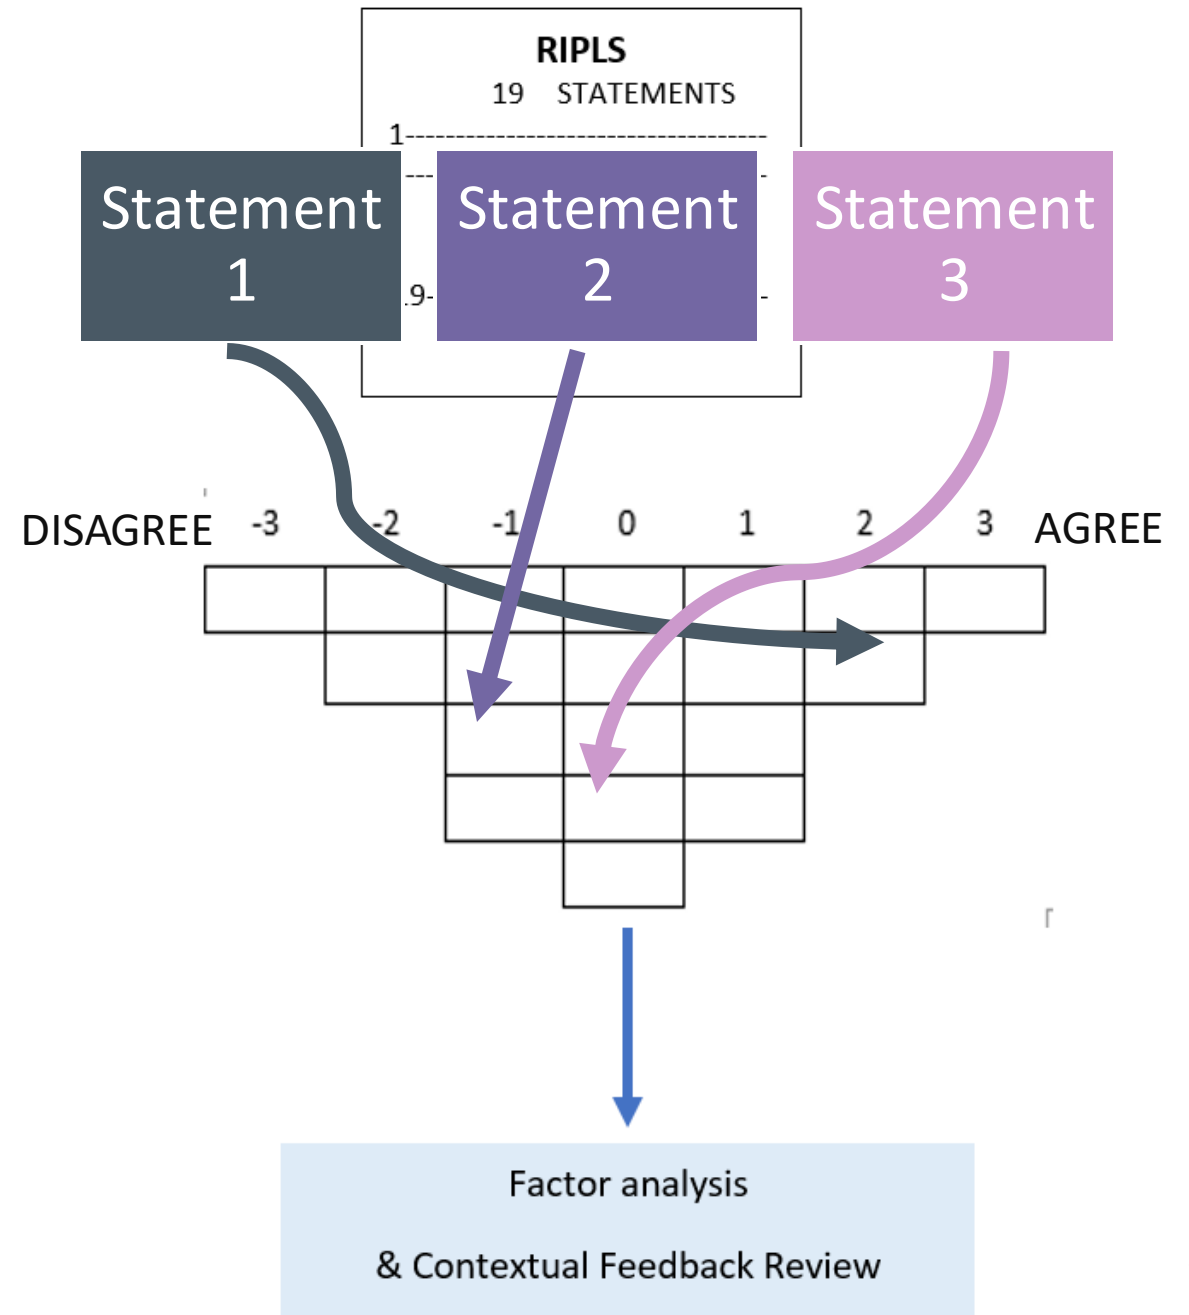 RIPLS
19 STATEMENTS
1-----------------------------------
Statement 1
Statement 2
Statement 3
.9-
DISAGREE -3 -2 -1 0 1 2 3 AGREE
Factor analysis
& Contextual Feedback Review